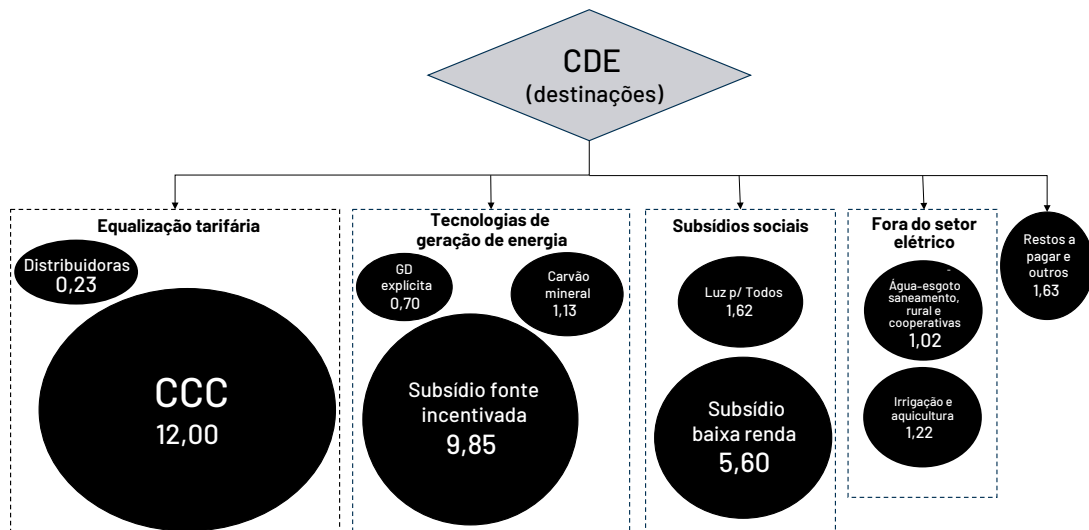 CDE
(destinações)
Equalização tarifária
Distribuidoras
0,23
CCC
12,00
Tecnologias de
geração de energia
GD
explícita
0,70
Carvão
mineral
1,13
Subsídio fonte
incentivada
9,85
Subsídios sociais
Luz p/ Todos
1,62
Subsídio
baixa renda
5,60
Fora do setor
elétrico
Água-esgoto
saneamento,
rural e
cooperativas
1,02
Irrigação e
aquicultura
1,22
Restos a
pagar e
outros
1,63